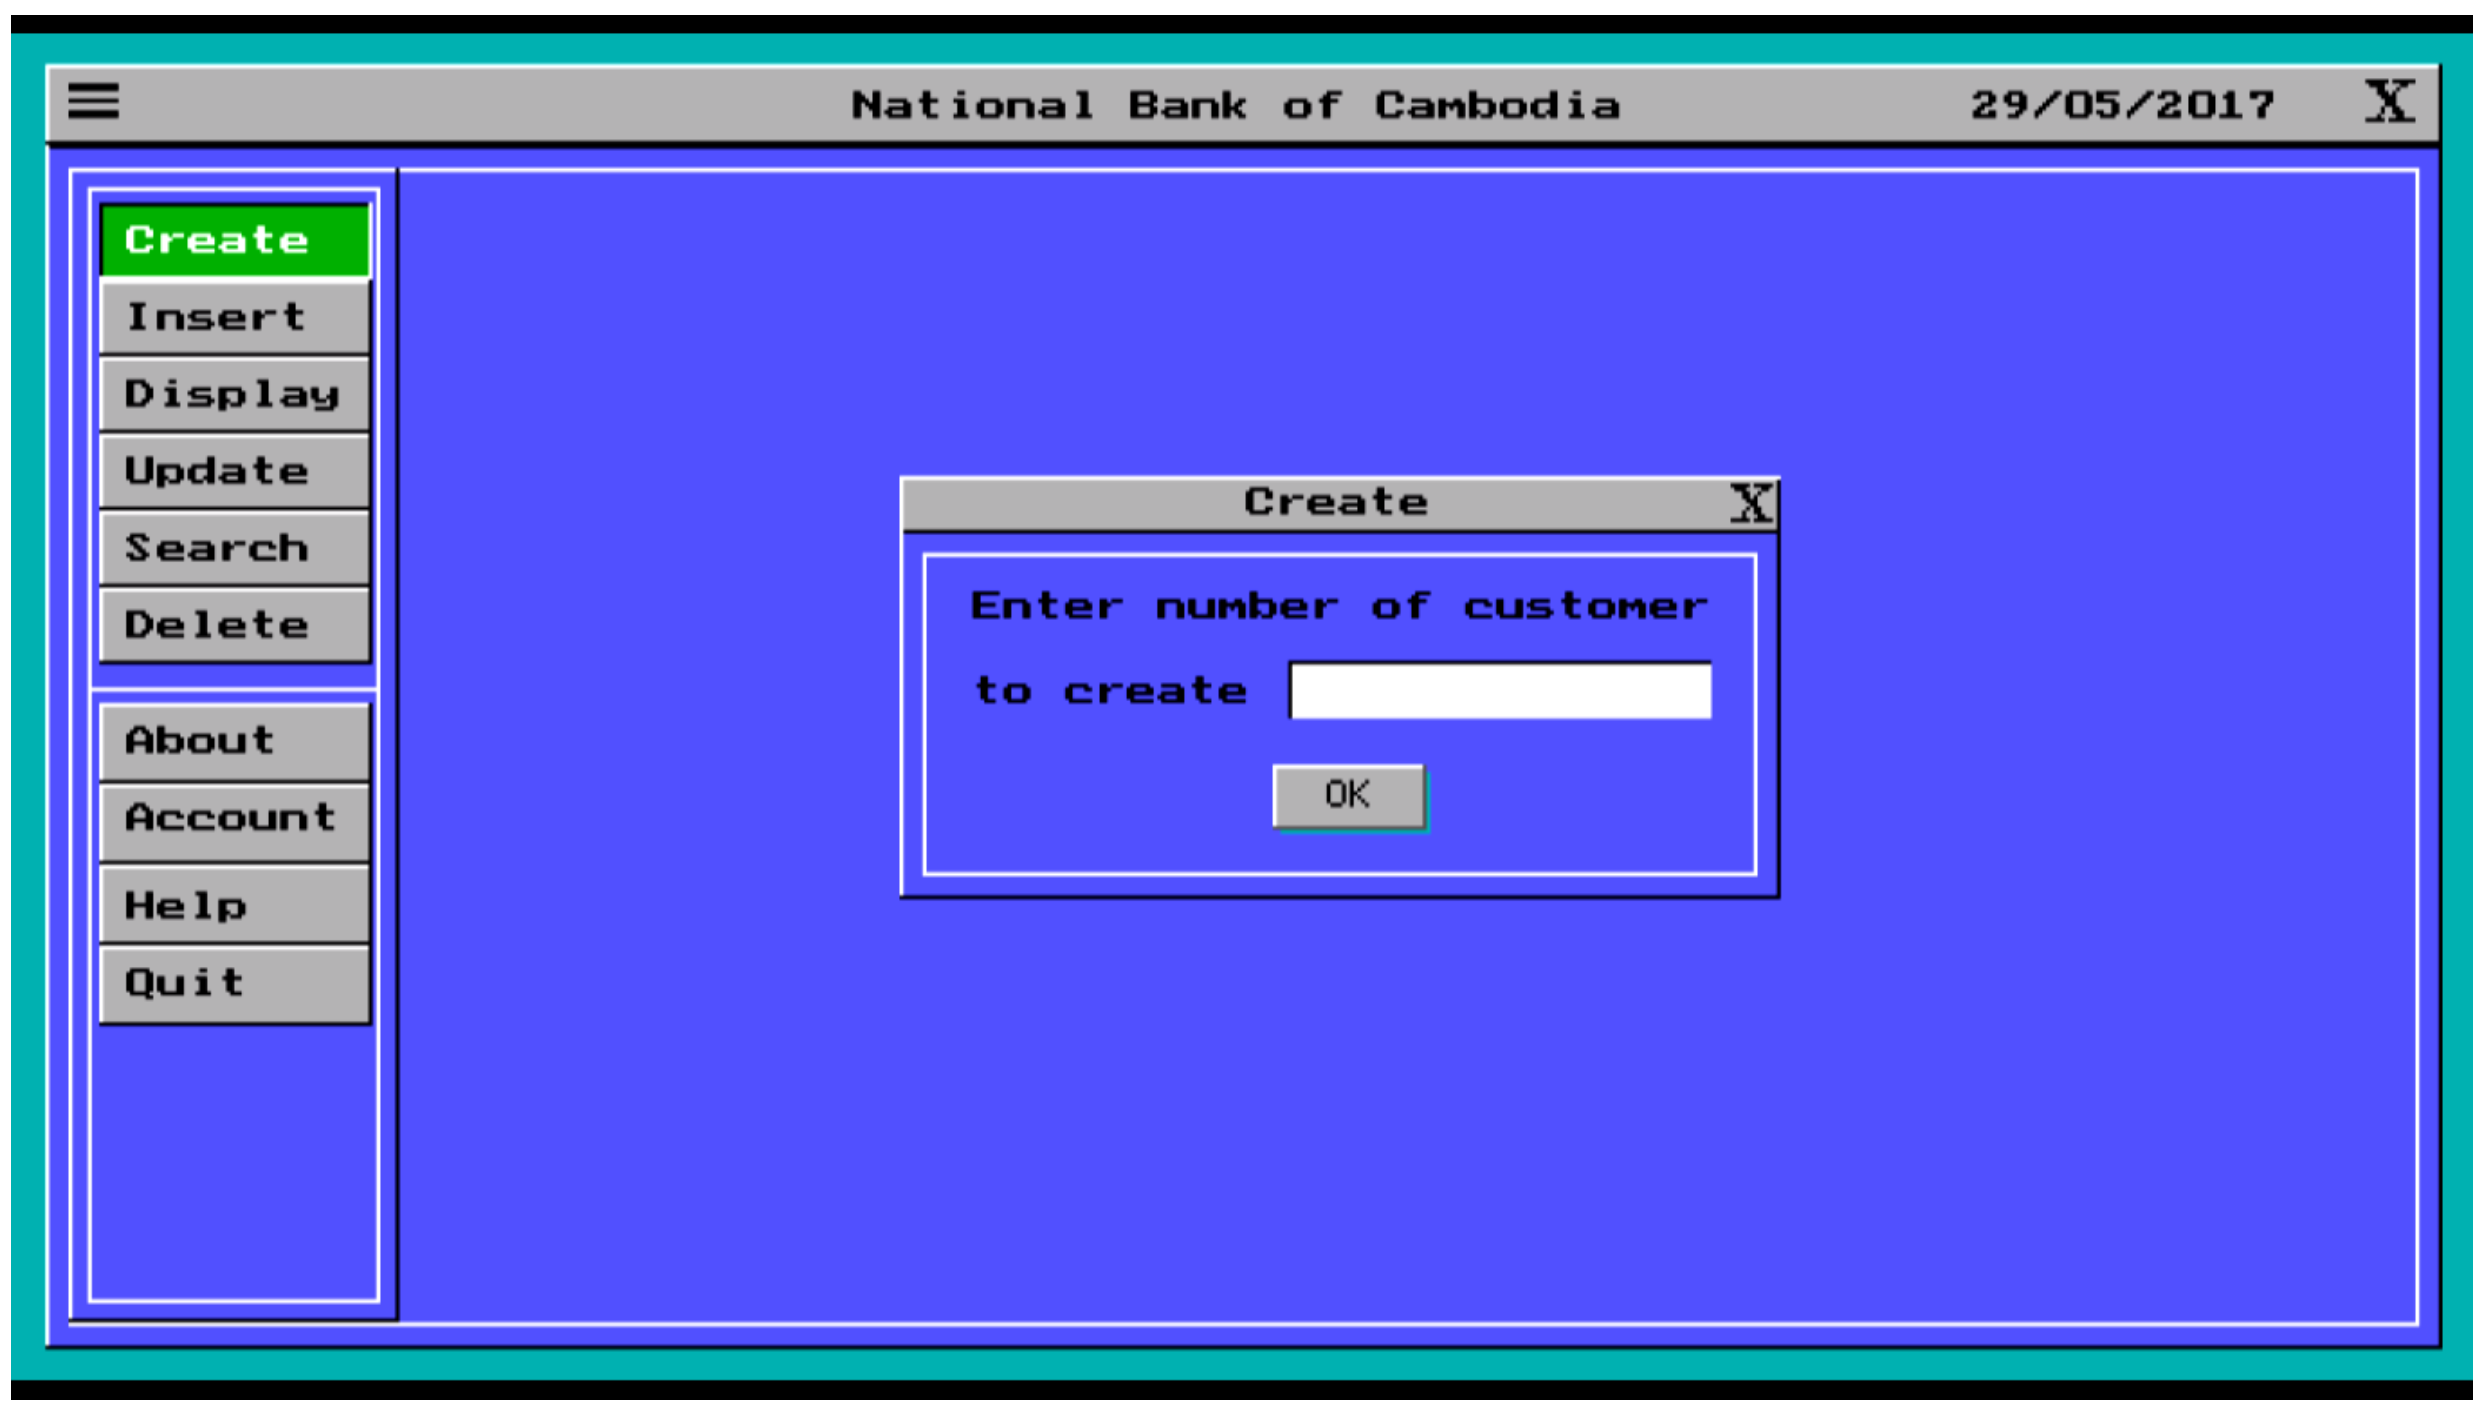 National Bank of Cambodia 29/05/2017 X
Create
Insert
Display
Update
Search
Delete
About
Account
Help
Quit
Create X
Enter number of customer
to create
OK